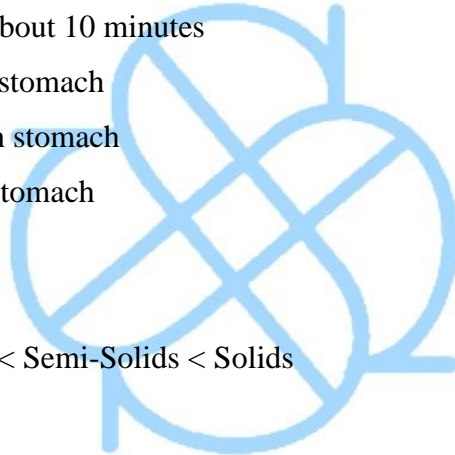 bout 10 minutes
stomach
stomach
tomach
< Semi-Solids < Solids